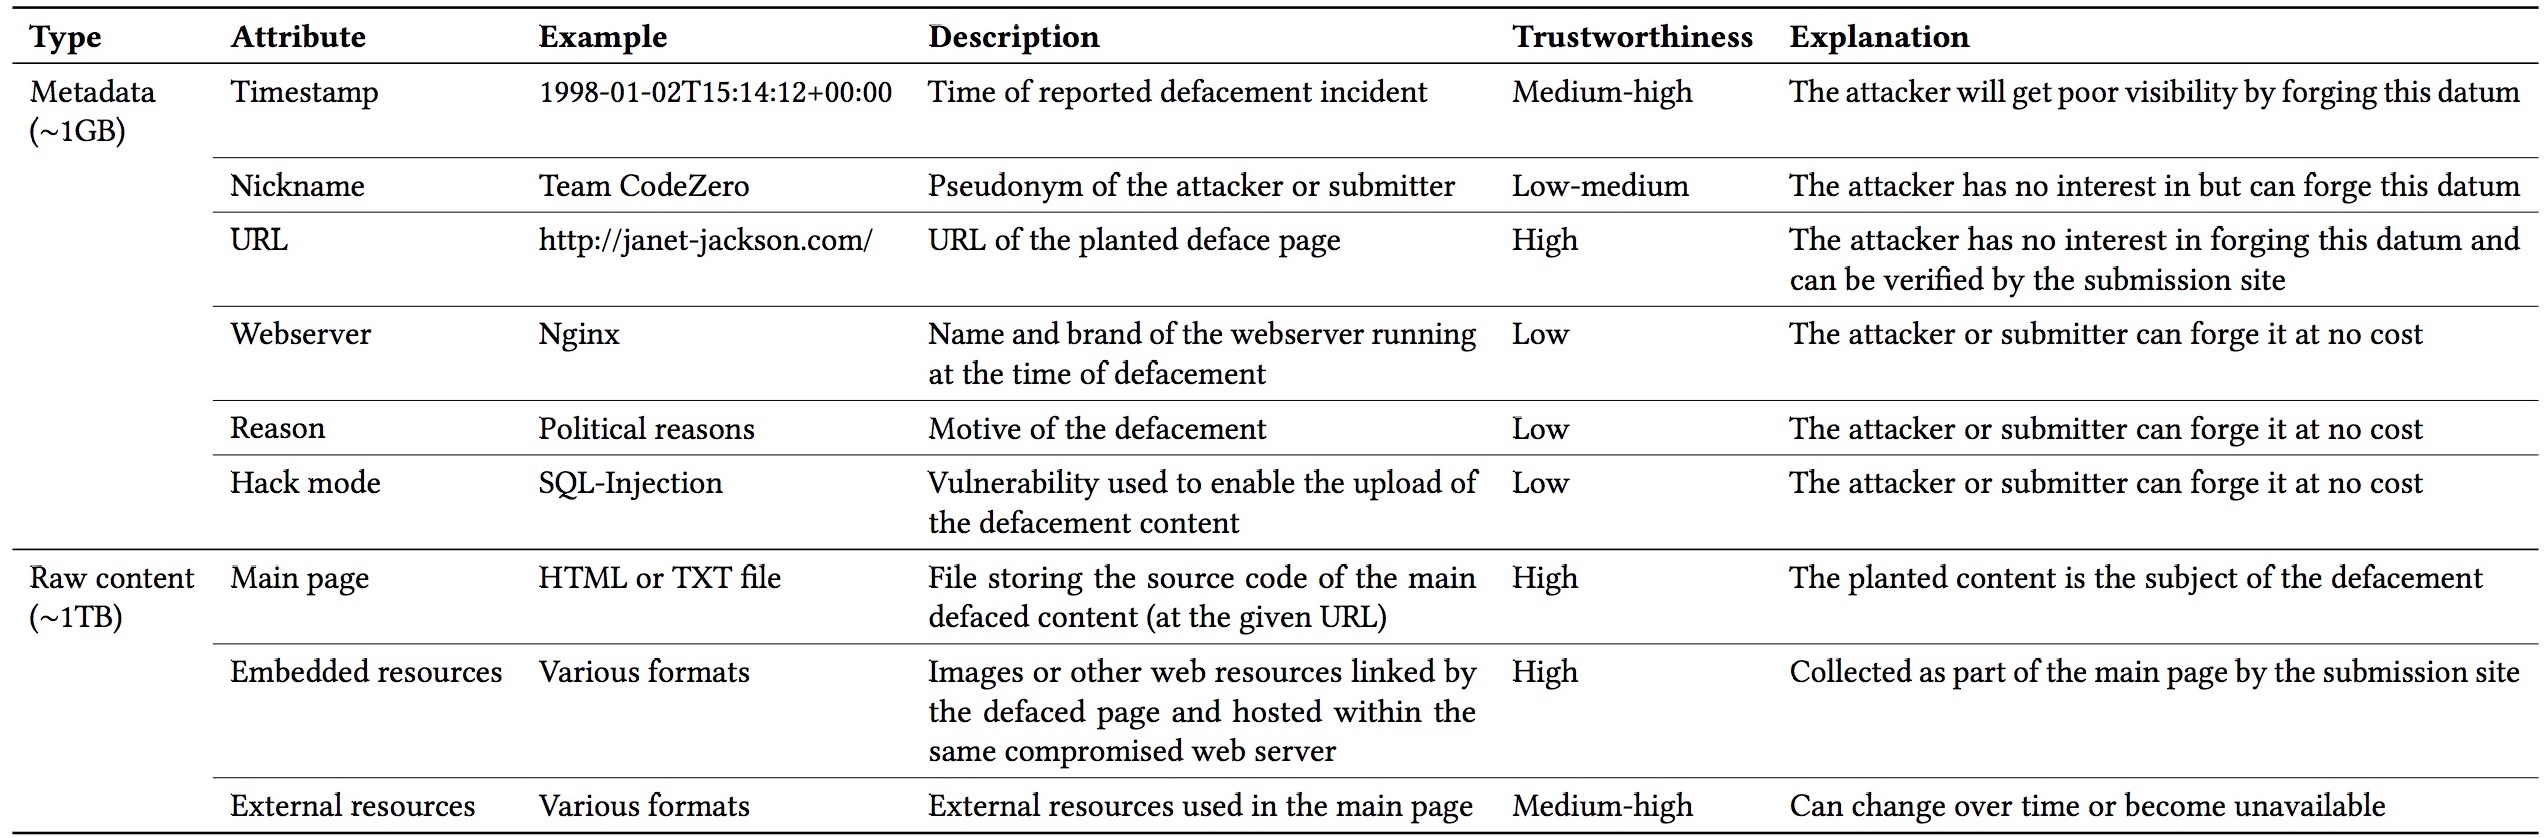 Type Attribute Example Description Trustworthiness Explanation
Metadata Timestamp 1998-01-02T15:14:12+00:00 Time of reported defacement incident Medium-high The attacker will get poor visibility by forging this datum
(~1GB)
Nickname Team CodeZero Pseudonym of the attacker or submitter Low-medium The attacker has no interest in but can forge this datum
URL http://janet-jackson.com/ URL of the planted deface page High The attacker has no interest in forging this datum and
can be verified by the submission site
Webserver Nginx Name and brand of the webserver running Low The attacker or submitter can forge it at no cost
at the time of defacement
Reason Political reasons Motive of the defacement Low The attacker or submitter can forge it at no cost
Hack mode SQL-Injection Vulnerability used to enable the upload of Low The attacker or submitter can forge it at no cost
the defacement content
Raw content Main page HTML or TXT file File storing the source code of the main High The planted content is the subject of the defacement
(~1TB) defaced content (at the given URL)
Embedded resources Various formats Images or other web resources linked by High Collected as part of the main page by the submission site
the defaced page and hosted within the
same compromised web server
External resources Various formats External resources used in the main page Medium-high Can change over time or become unavailable